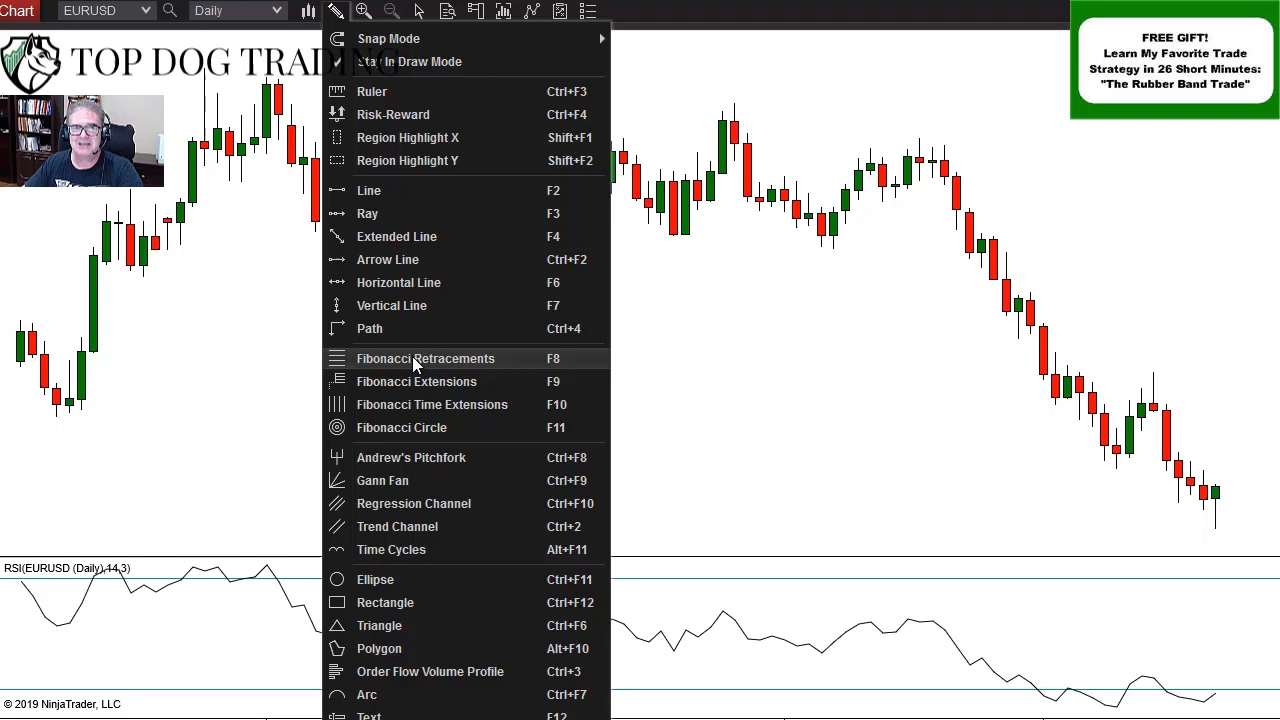 Chart
EURUSD
Daily
TOP DOG TRADING
FREE GIFT!
Learn My Favorite Trade
Strategy in 26 Short Minutes:
"The Rubber Band Trade"
Snap Mode
Stay In Draw Mode
Ruler Ctrl+F3
Risk-Reward Ctrl+F4
Region Highlight X Shift+F1
Region Highlight Y Shift+F2
Line F2
Ray F3
Extended Line F4
Arrow Line Ctrl+F2
Horizontal Line F6
Vertical Line F7
Path Ctrl+4
Fibonacci Retracements F8
Fibonacci Extensions F9
Fibonacci Time Extensions F10
Fibonacci Circle F11
Andrew's Pitchfork Ctrl+F8
Gann Fan Ctrl+F9
Regression Channel Ctrl+F10
Trend Channel Ctrl+2
Time Cycles Alt+F11
Ellipse Ctrl+F11
Rectangle Ctrl+F12
Triangle Ctrl+F6
Polygon Alt+F10
Order Flow Volume Profile Ctrl+3
Arc Ctrl+F7
Text F12
RSI(EURUSD (Daily),14,3)
© 2019 NinjaTrader, LLC